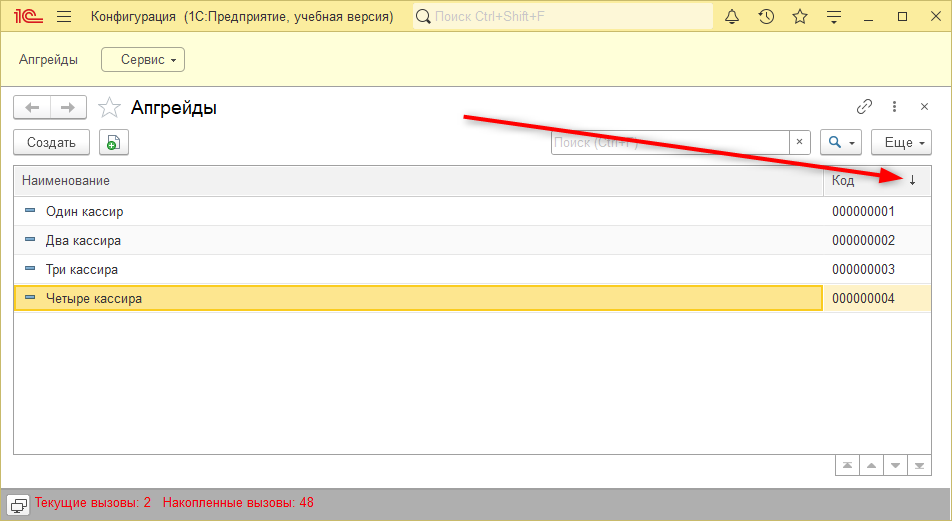 1С Конфигурация (1С:Предприятие, учебная версия) Поиск Ctrl+Shift+F
Апгрейды Сервис
Апгрейды
Создать Поиск (Ctrl+F) × Еще
Наименование Код ↓
Один кассир 000000001
Два кассира 000000002
Три кассира 000000003
Четыре кассира 000000004
Текущие вызовы: 2 Накопленные вызовы: 48